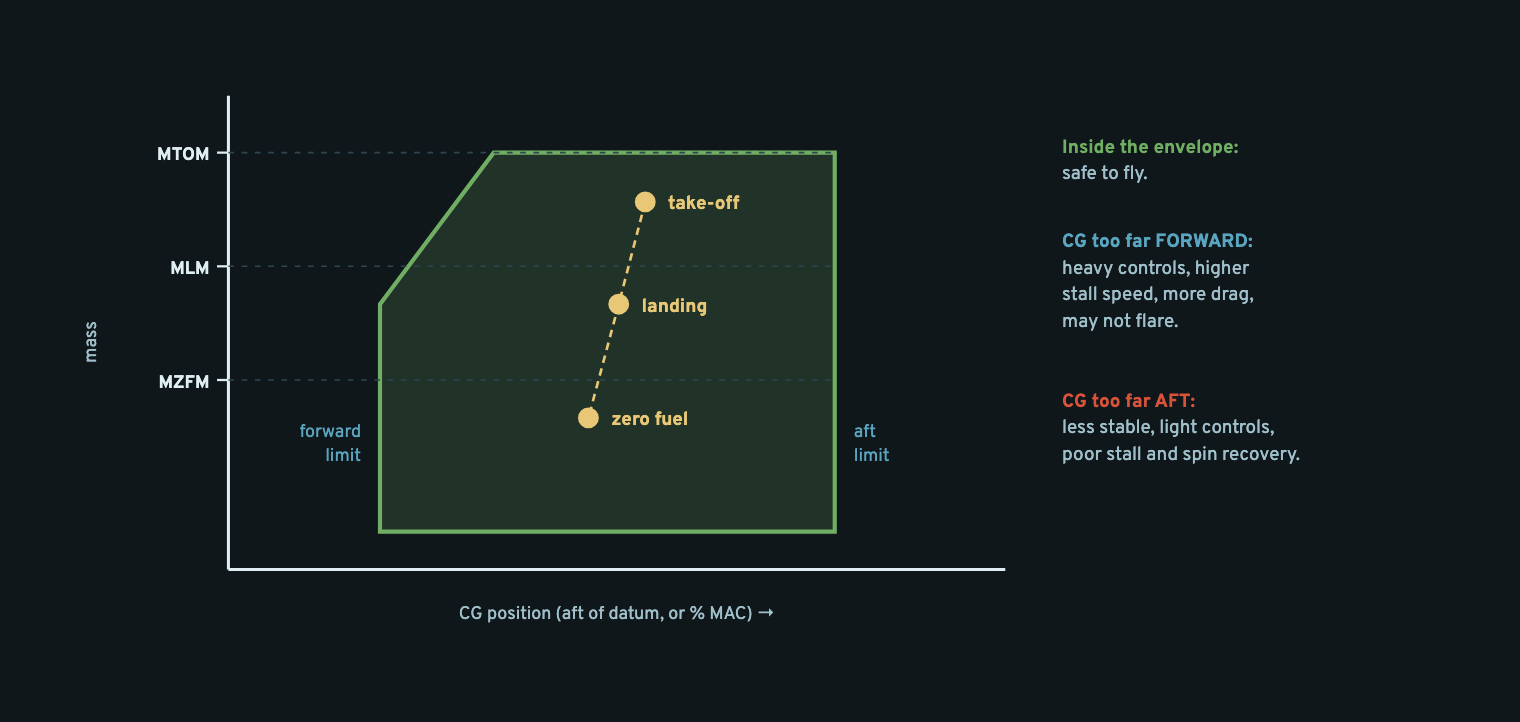 MTOM
take-off
MLM
landing
mass
MZFM
zero fuel
forward
limit
aft
limit
CG position (aft of datum, or % MAC) →
Inside the envelope:
safe to fly.
CG too far FORWARD:
heavy controls, higher
stall speed, more drag,
may not flare.
CG too far AFT:
less stable, light controls,
poor stall and spin recovery.